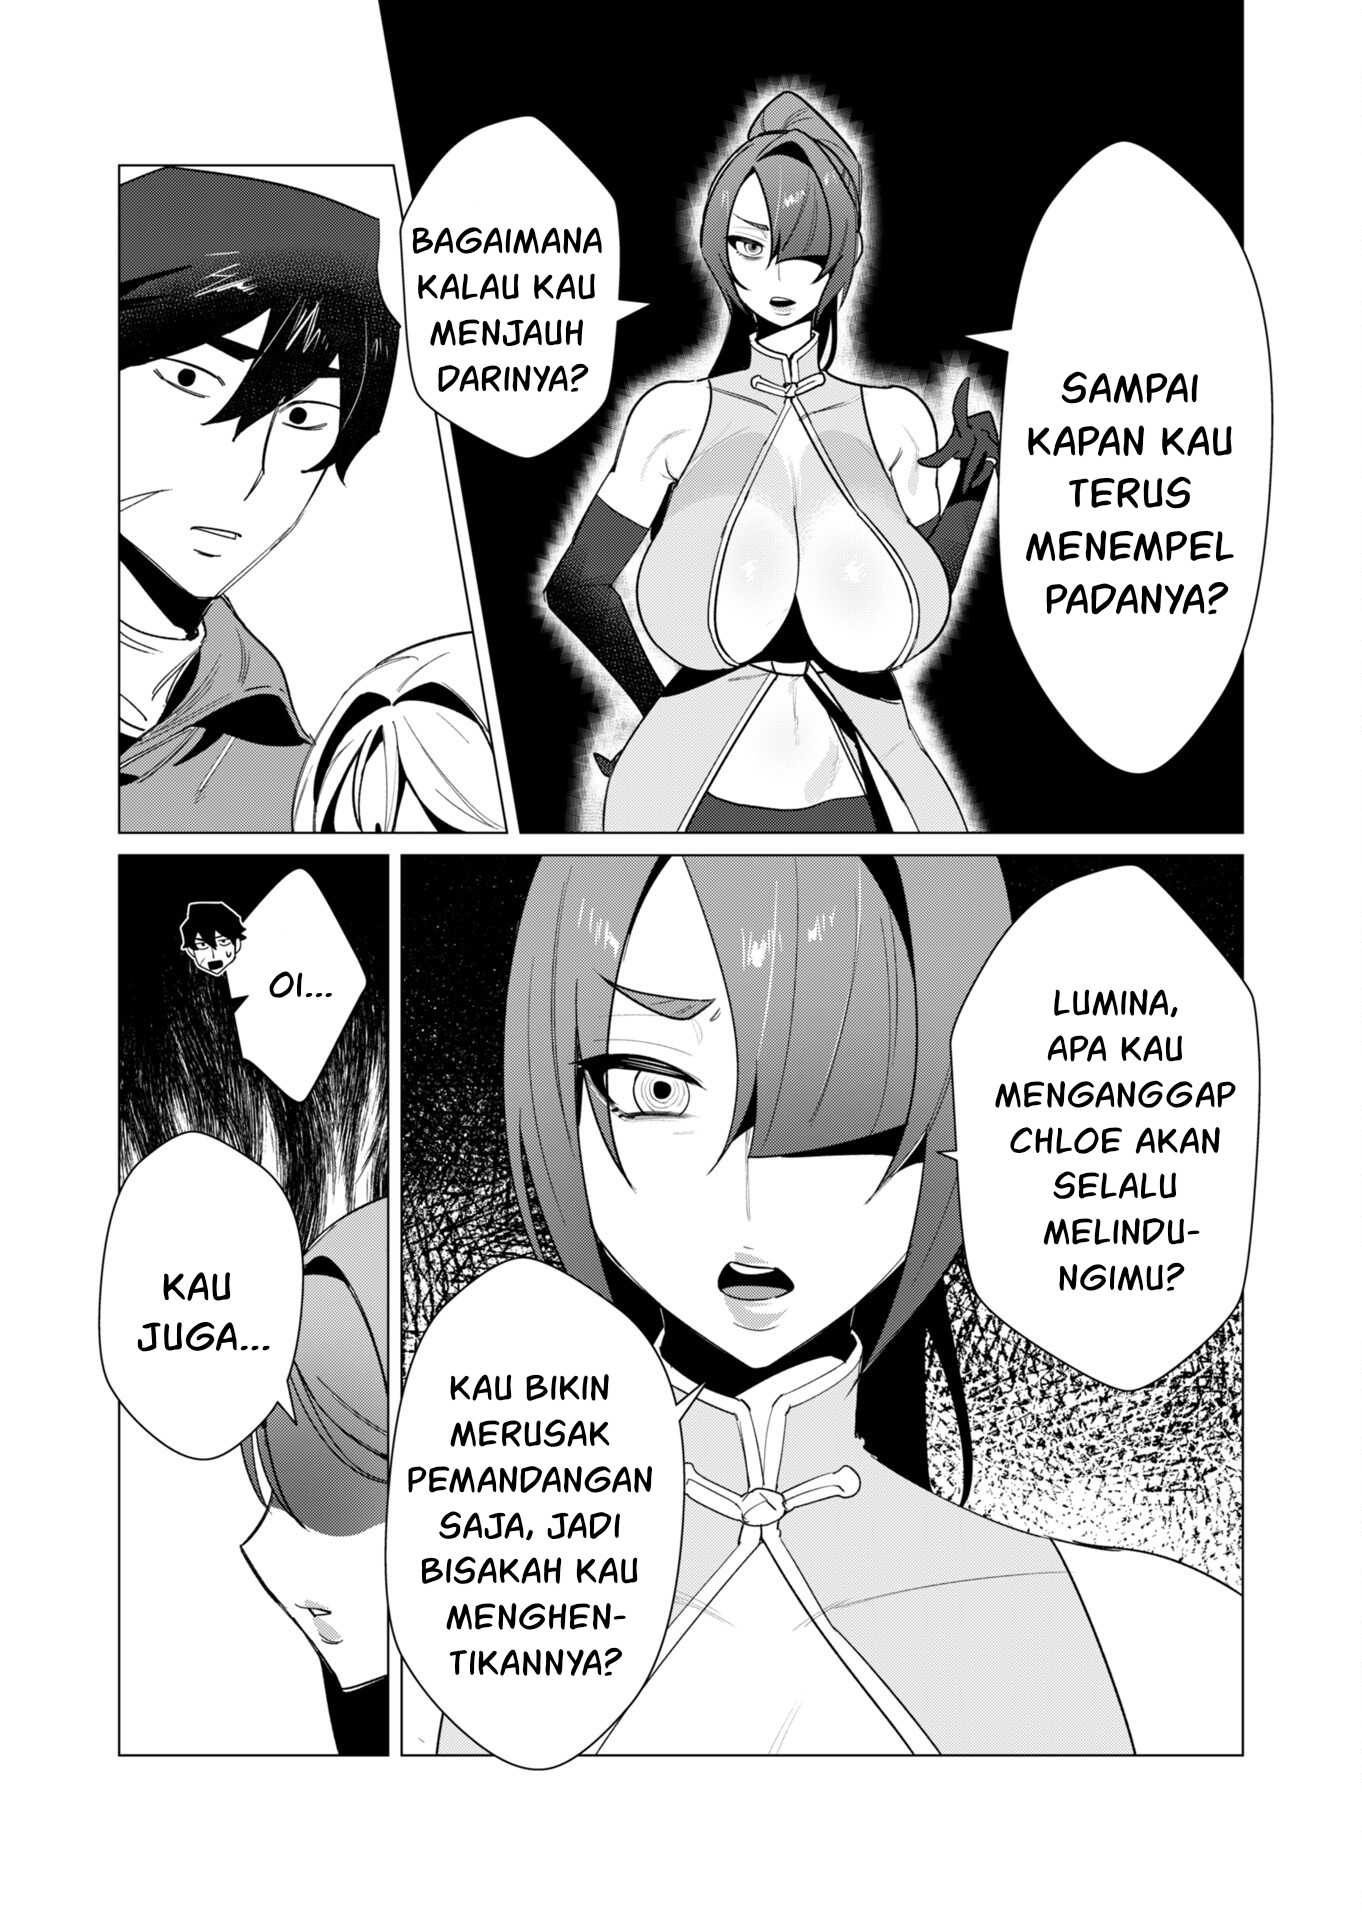 SAMPAI
KAPAN KAU
TERUS
MENEMPEL
PADANYA?
BAGAIMANA
KALAU KAU
MENJAUH
DARINYA?
LUMINA,
APA KAU
MENGANGGAP
CHLOE AKAN
SELALU
MELINDU-
NGIMU?
KAU BIKIN
MERUSAK
PEMANDANGAN
SAJA, JADI
BISAKAH KAU
MENGHEN-
TIKANNYA?
OI...
KAU
JUGA...